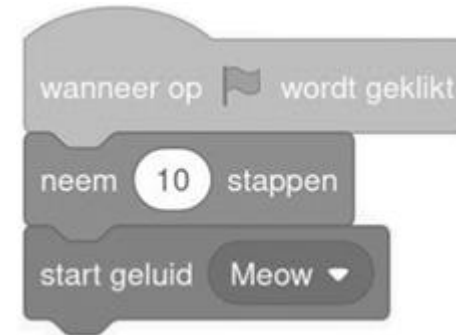 wanneer op wordt geklikt
neem 10 stappen
start geluid Meow